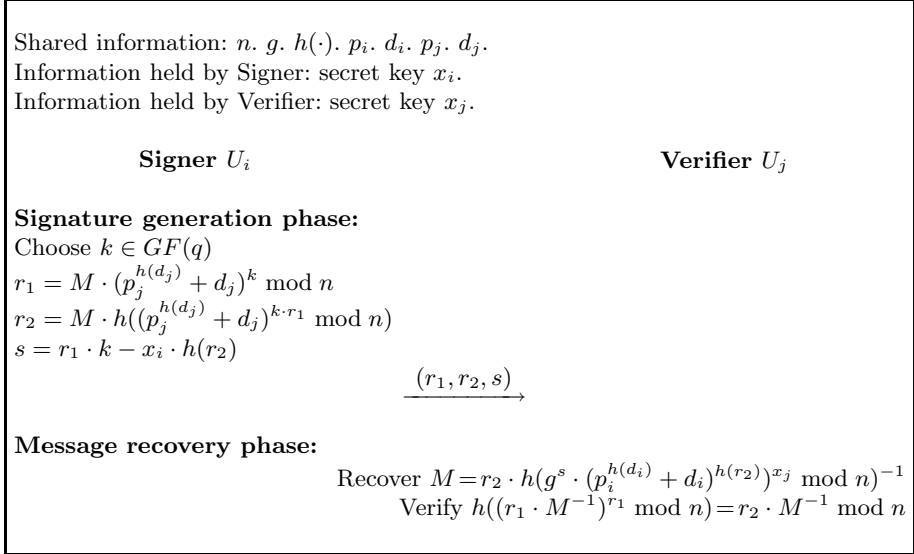 Shared information: n. g. h(·). p_i. d_i. p_j. d_j.
Information held by Signer: secret key x_i.
Information held by Verifier: secret key x_j.
Signer U_i Verifier U_j
Signature generation phase:
Choose k ∈ GF(q)
r_1 = M · (p_j^{h(d_j)} + d_j)^k mod n
r_2 = M · h((p_j^{h(d_j)} + d_j)^{k·r_1} mod n)
s = r_1 · k − x_i · h(r_2)
(r_1, r_2, s)
Message recovery phase:
Recover M = r_2 · h(g^s · (p_i^{h(d_i)} + d_i)^{h(r_2)})^{x_j} mod n)^{−1}
Verify h((r_1 · M^{−1})^{r_1} mod n) = r_2 · M^{−1} mod n